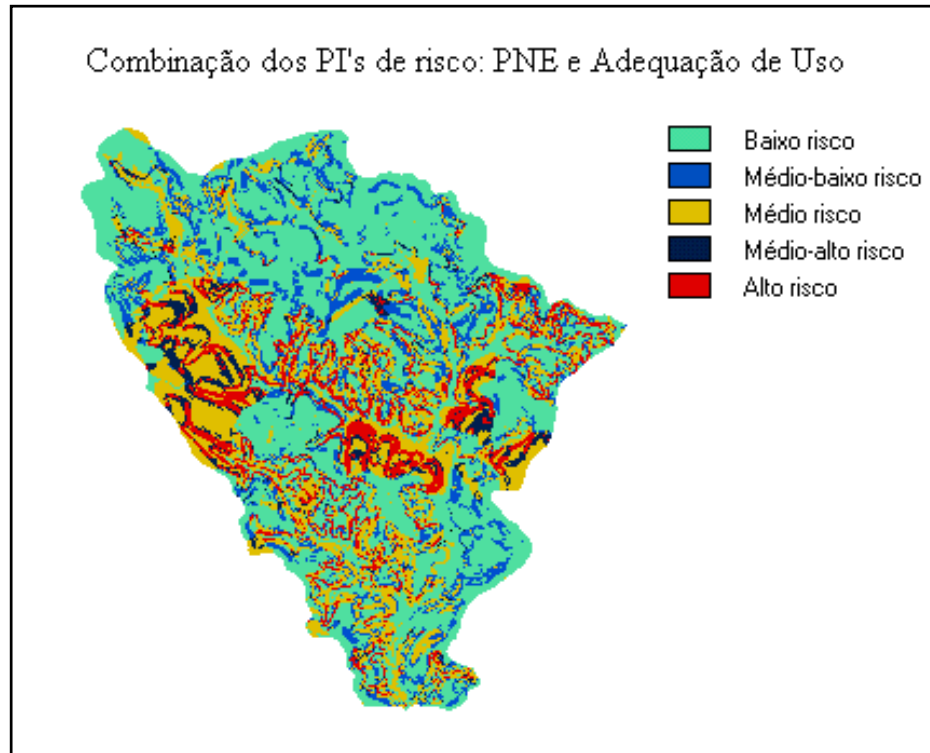 Combinação dos PI's de risco: PNE e Adequação de Uso
Baixo risco
Médio-baixo risco
Médio risco
Médio-alto risco
Alto risco